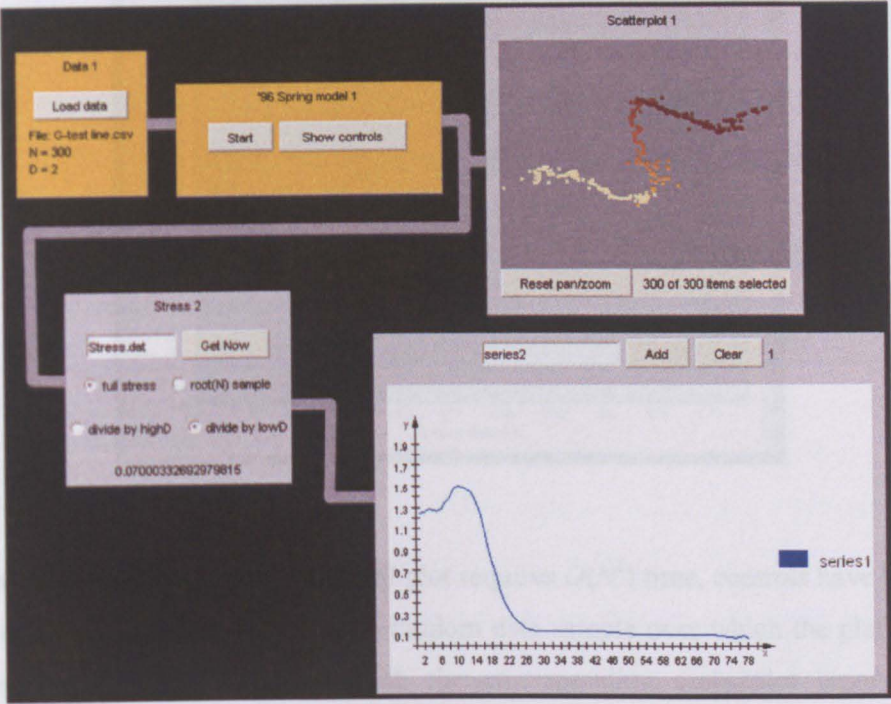 Data 1
Load data
File: G-test line.csv
N = 300
D = 2
'96 Spring model 1
Start
Show controls
Scatterplot 1
Reset pan/zoom
300 of 300 items selected
Stress 2
Stress.dat
Get Now
full stress
root(N) sample
divide by highD
divide by lowD
0.07000332692979815
series2
Add
Clear
1
y
1.9
1.7
1.5
1.3
1.1
0.9
0.7
0.5
0.3
0.1
2 6 10 14 18 22 26 30 34 38 42 46 50 54 58 62 66 70 74 78
x
series1